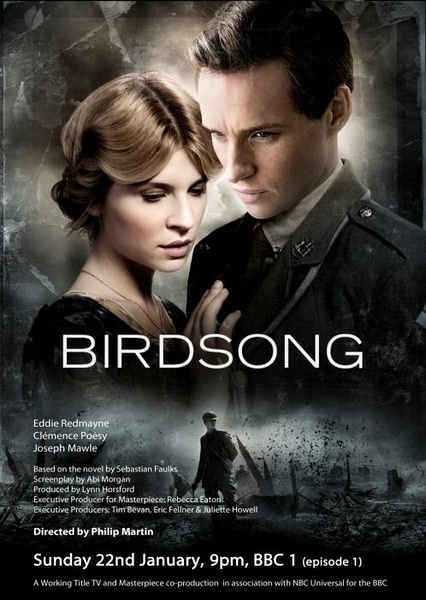 BIRDSONG
Eddie Redmayne
Clémence Poésy
Joseph Mawle
Based on the novel by Sebastian Faulks
Screenplay by Abi Morgan
Produced by Lynn Horsford
Executive Producer for Masterpiece: Rebecca Eaton
Executive Producers: Tim Bevan, Eric Fellner & Juliette Howell
Directed by Philip Martin
Sunday 22nd January, 9pm, BBC 1 (episode 1)
A Working Title TV and Masterpiece co-production in association with NBC Universal for the BBC